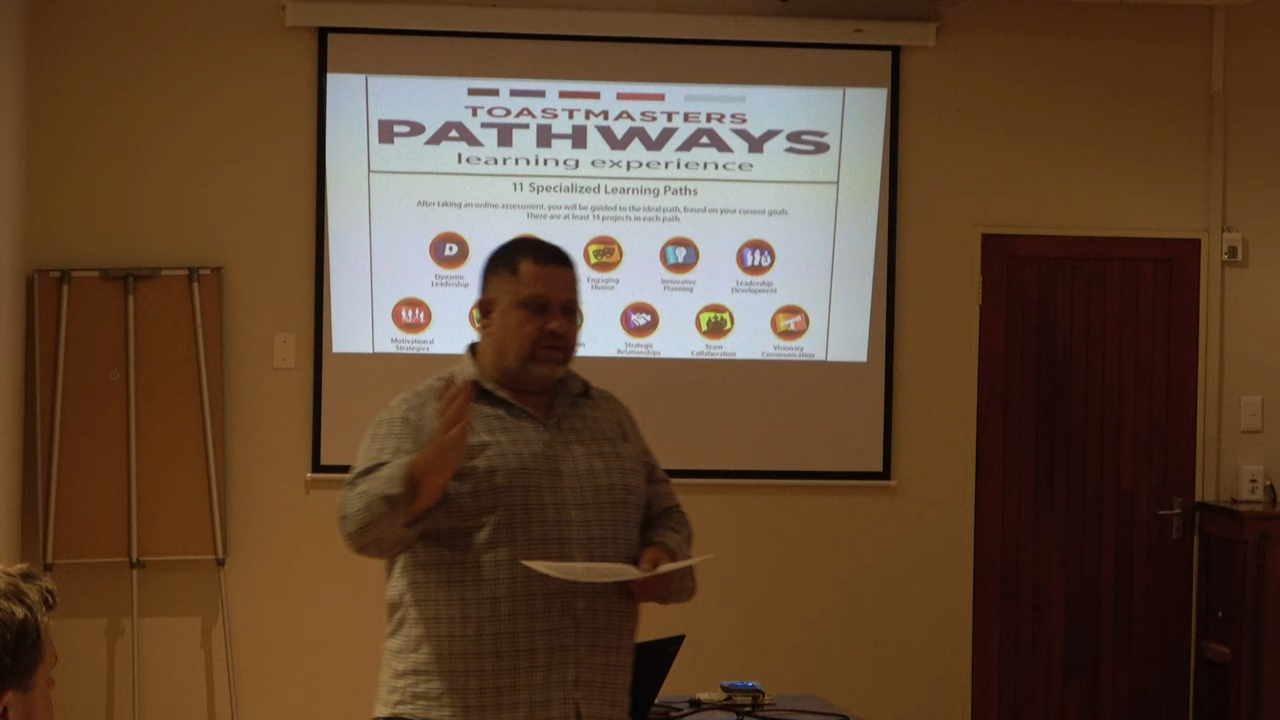 TOASTMASTERS
PATHWAYS
learning experience
11 Specialized Learning Paths
After taking an online assessment, you will be guided to the ideal path, based on your current goals.
There are at least 14 projects in each path.
Dynamic
Leadership
Engaging
Humor
Innovative
Planning
Leadership
Development
Motivational
Strategies
Strategic
Relationships
Team
Collaboration
Visionary
Communication